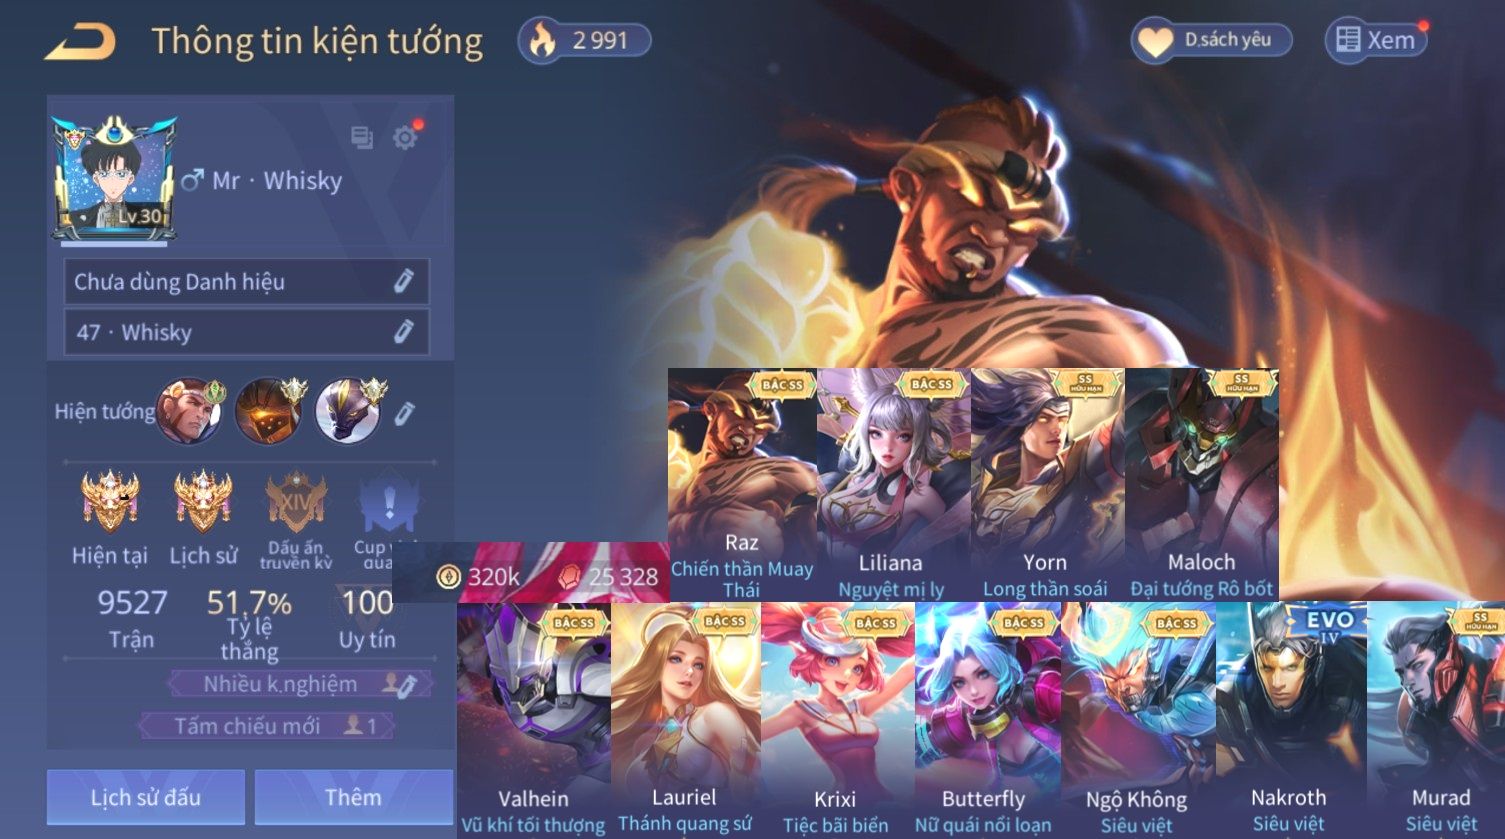 Thông tin kiện tướng
2 991
D.sách yêu
Xem
Lv.30
Mr · Whisky
Chưa dùng Danh hiệu
47 · Whisky
Hiện tướng
XIV
Hiện tại
Lịch sử
Dấu ấn
truyền kỳ
Cup
qua
9527
Trận
51,7%
Tỷ lệ
thắng
100
Uy tín
Nhiều k.nghiệm
Tấm chiếu mới
1
Lịch sử đấu
Thêm
320k
25 328
BẬC SS
Raz
Chiến thần Muay
Thái
BẬC SS
Liliana
Nguyệt mị ly
SS
HỮU HẠN
Yorn
Long thần soái
SS
HỮU HẠN
Maloch
Đại tướng Rô bốt
BẬC SS
Valhein
Vũ khí tối thượng
BẬC SS
Lauriel
Thánh quang sứ
BẬC SS
Krixi
Tiệc bãi biển
BẬC SS
Butterfly
Nữ quái nổi loạn
BẬC SS
Ngộ Không
Siêu việt
EVO
IV
Nakroth
Siêu việt
SS
HỮU HẠN
Murad
Siêu việt